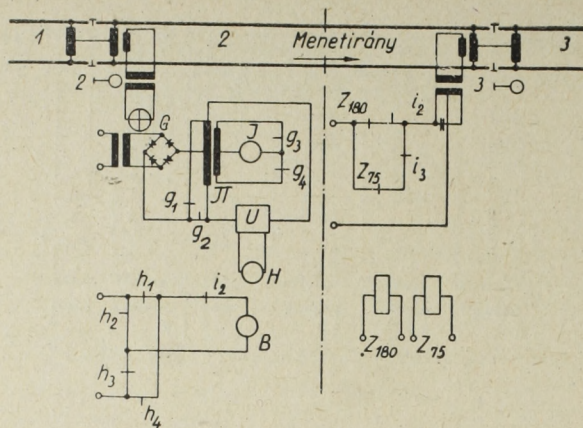 1 2 Menetirány 3
2 3
G
Z180 i2
J g3
g4
Z75 i3
g1 JT
g2 U
H
h1 i2
h2
B
Z180 Z75
h3
h4